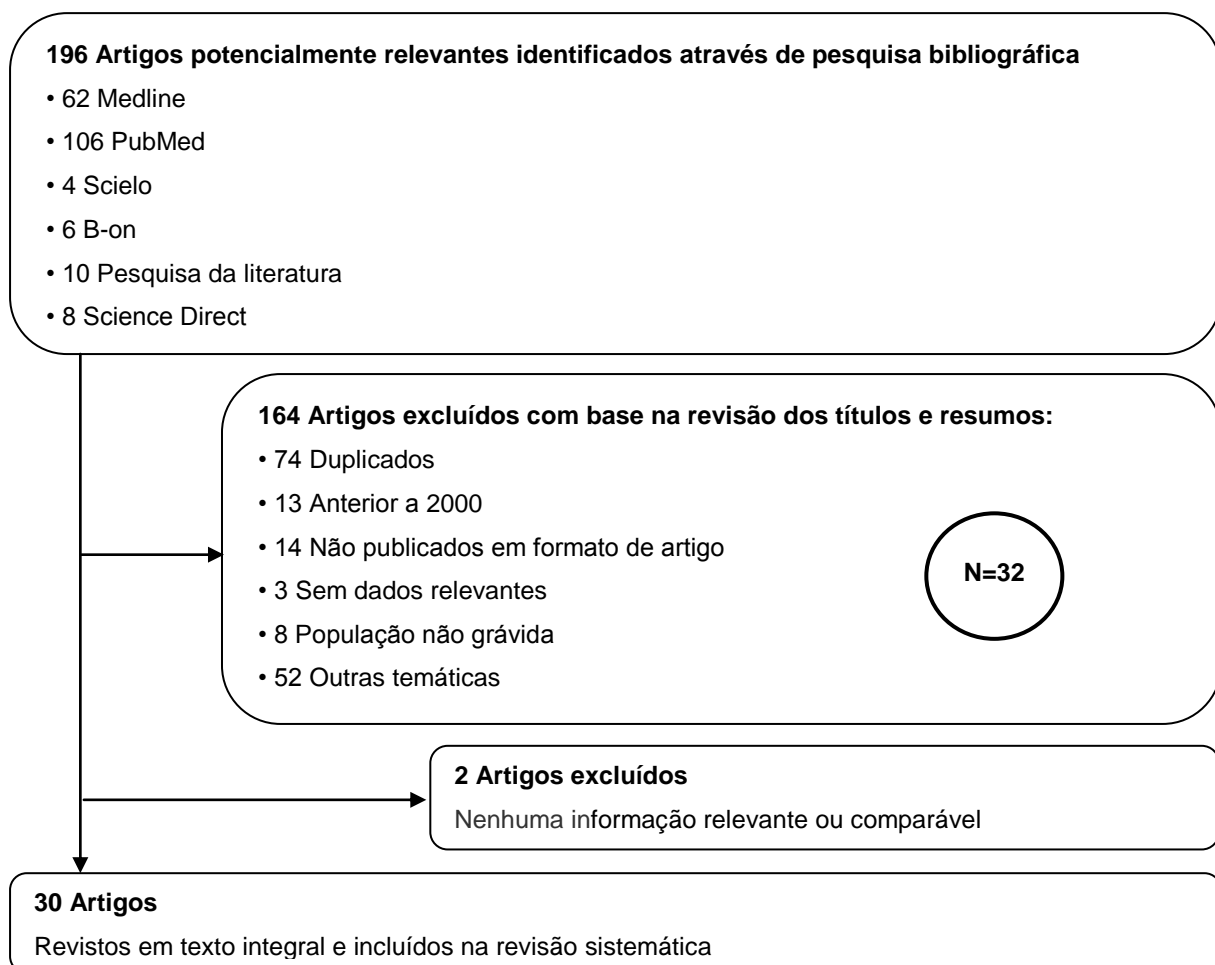 196 Artigos potencialmente relevantes identificados através de pesquisa bibliográfica
• 62 Medline
• 106 PubMed
• 4 Scielo
• 6 B-on
• 10 Pesquisa da literatura
• 8 Science Direct
164 Artigos excluídos com base na revisão dos títulos e resumos:
• 74 Duplicados
• 13 Anterior a 2000
• 14 Não publicados em formato de artigo
• 3 Sem dados relevantes
• 8 População não grávida
• 52 Outras temáticas
N=32
2 Artigos excluídos
Nenhuma informação relevante ou comparável
30 Artigos
Revistos em texto integral e incluídos na revisão sistemática